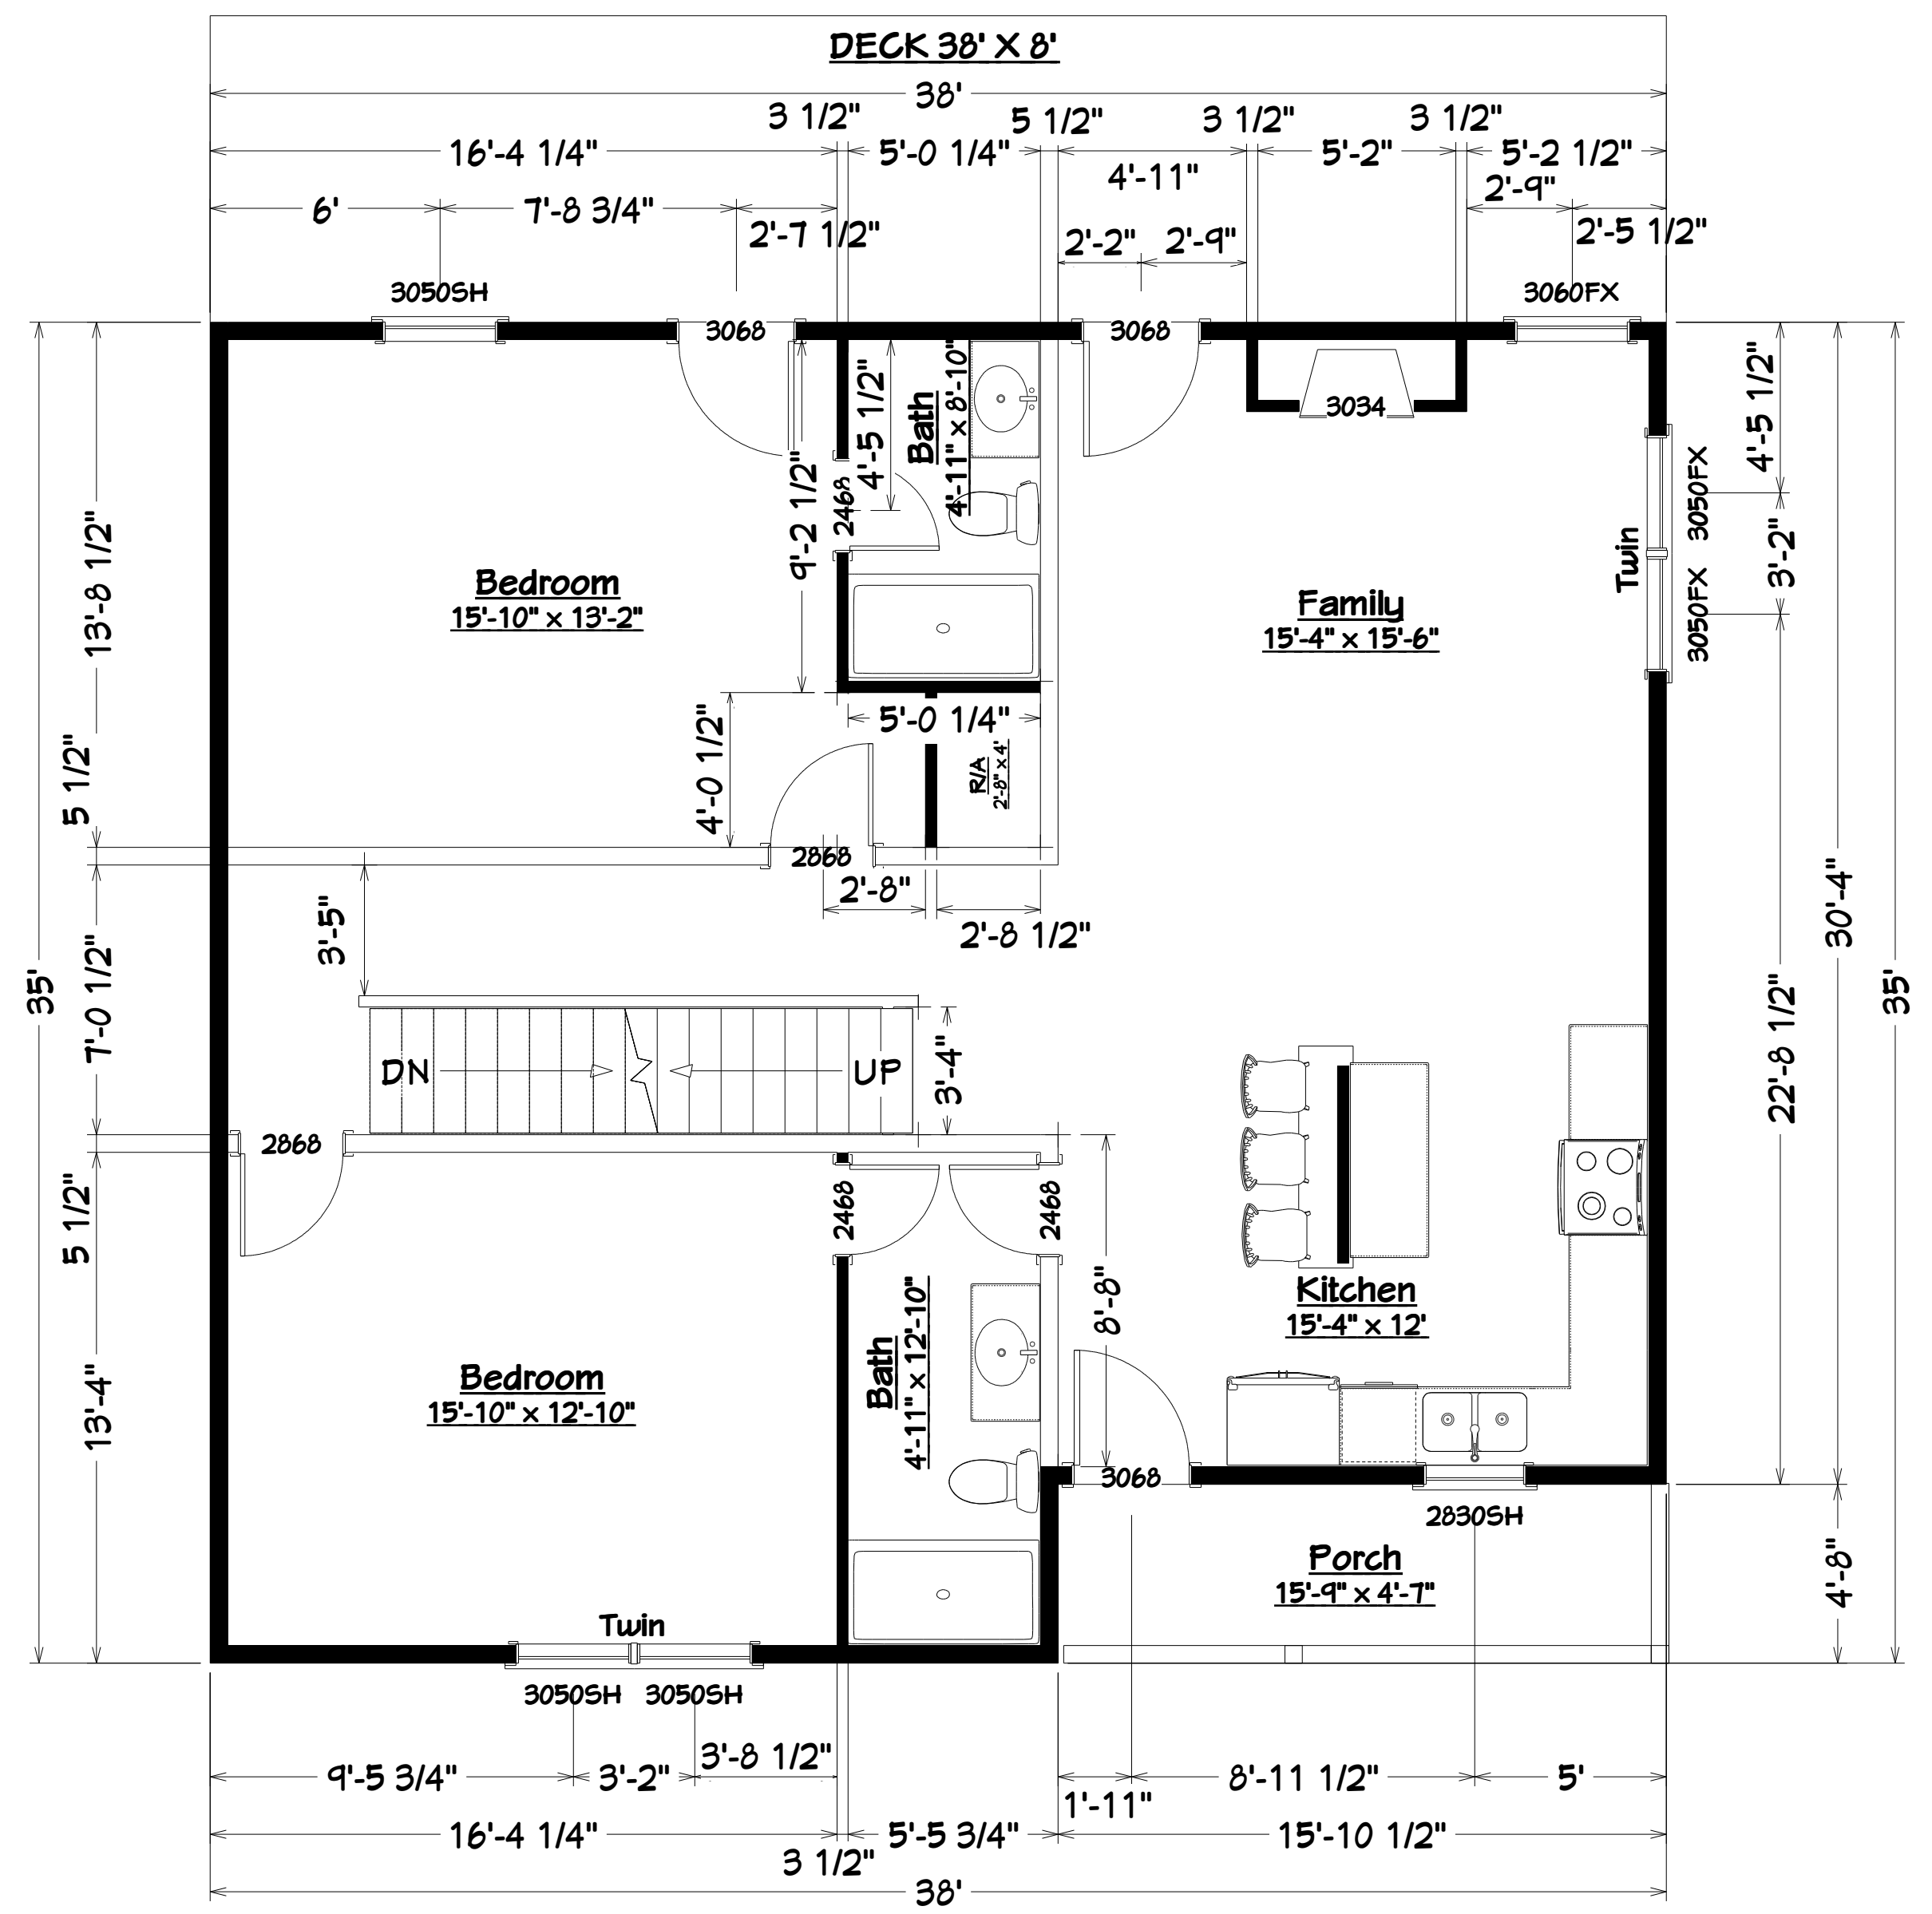 DECK 38' X 8'
38'
3 1/2"
5 1/2"
3 1/2"
3 1/2"
16'-4 1/4"
5'-0 1/4"
4'-11"
5'-2"
5'-2 1/2"
6'
7'-8 3/4"
2'-7 1/2"
2'-2"
2'-9"
2'-9"
2'-5 1/2"
3050SH
3068
3068
3060FX
3034
4'-5 1/2"
Bath
4'-11" x 8'-10"
9'-2 1/2"
2468
4'-5 1/2"
3050FX
3050FX
Twin
3'-2"
13'-8 1/2"
Bedroom
15'-10" x 13'-2"
Family
15'-4" x 15'-6"
5'-0 1/4"
4'-0 1/2"
R/A
2'-8" x 4'
5 1/2"
2868
2'-8"
2'-8 1/2"
3'-5"
35'
7'-0 1/2"
30'-4"
35'
22'-8 1/2"
DN
UP
3'-4"
2868
5 1/2"
2468
2468
8'-8"
Kitchen
15'-4" x 12'
Bedroom
15'-10" x 12'-10"
13'-4"
Bath
4'-11" x 12'-10"
3068
2830SH
Porch
15'-9" x 4'-7"
4'-8"
Twin
3050SH
3050SH
9'-5 3/4"
3'-2"
3'-8 1/2"
1'-11"
8'-11 1/2"
5'
16'-4 1/4"
3 1/2"
5'-5 3/4"
15'-10 1/2"
38'